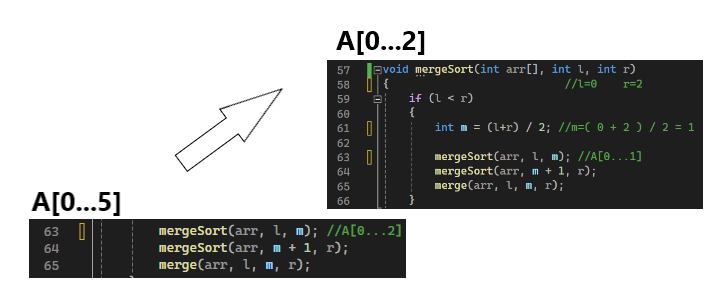 A[0...2]
57 void mergeSort(int arr[], int l, int r)
58 { //l=0 r=2
59 if (l < r)
60 {
61 int m = (l+r) / 2; //m=( 0 + 2 ) / 2 = 1
62
63 mergeSort(arr, l, m); //A[0...1]
64 mergeSort(arr, m + 1, r);
65 merge(arr, l, m, r);
66 }
A[0...5]
63 mergeSort(arr, l, m); //A[0...2]
64 mergeSort(arr, m + 1, r);
65 merge(arr, l, m, r);